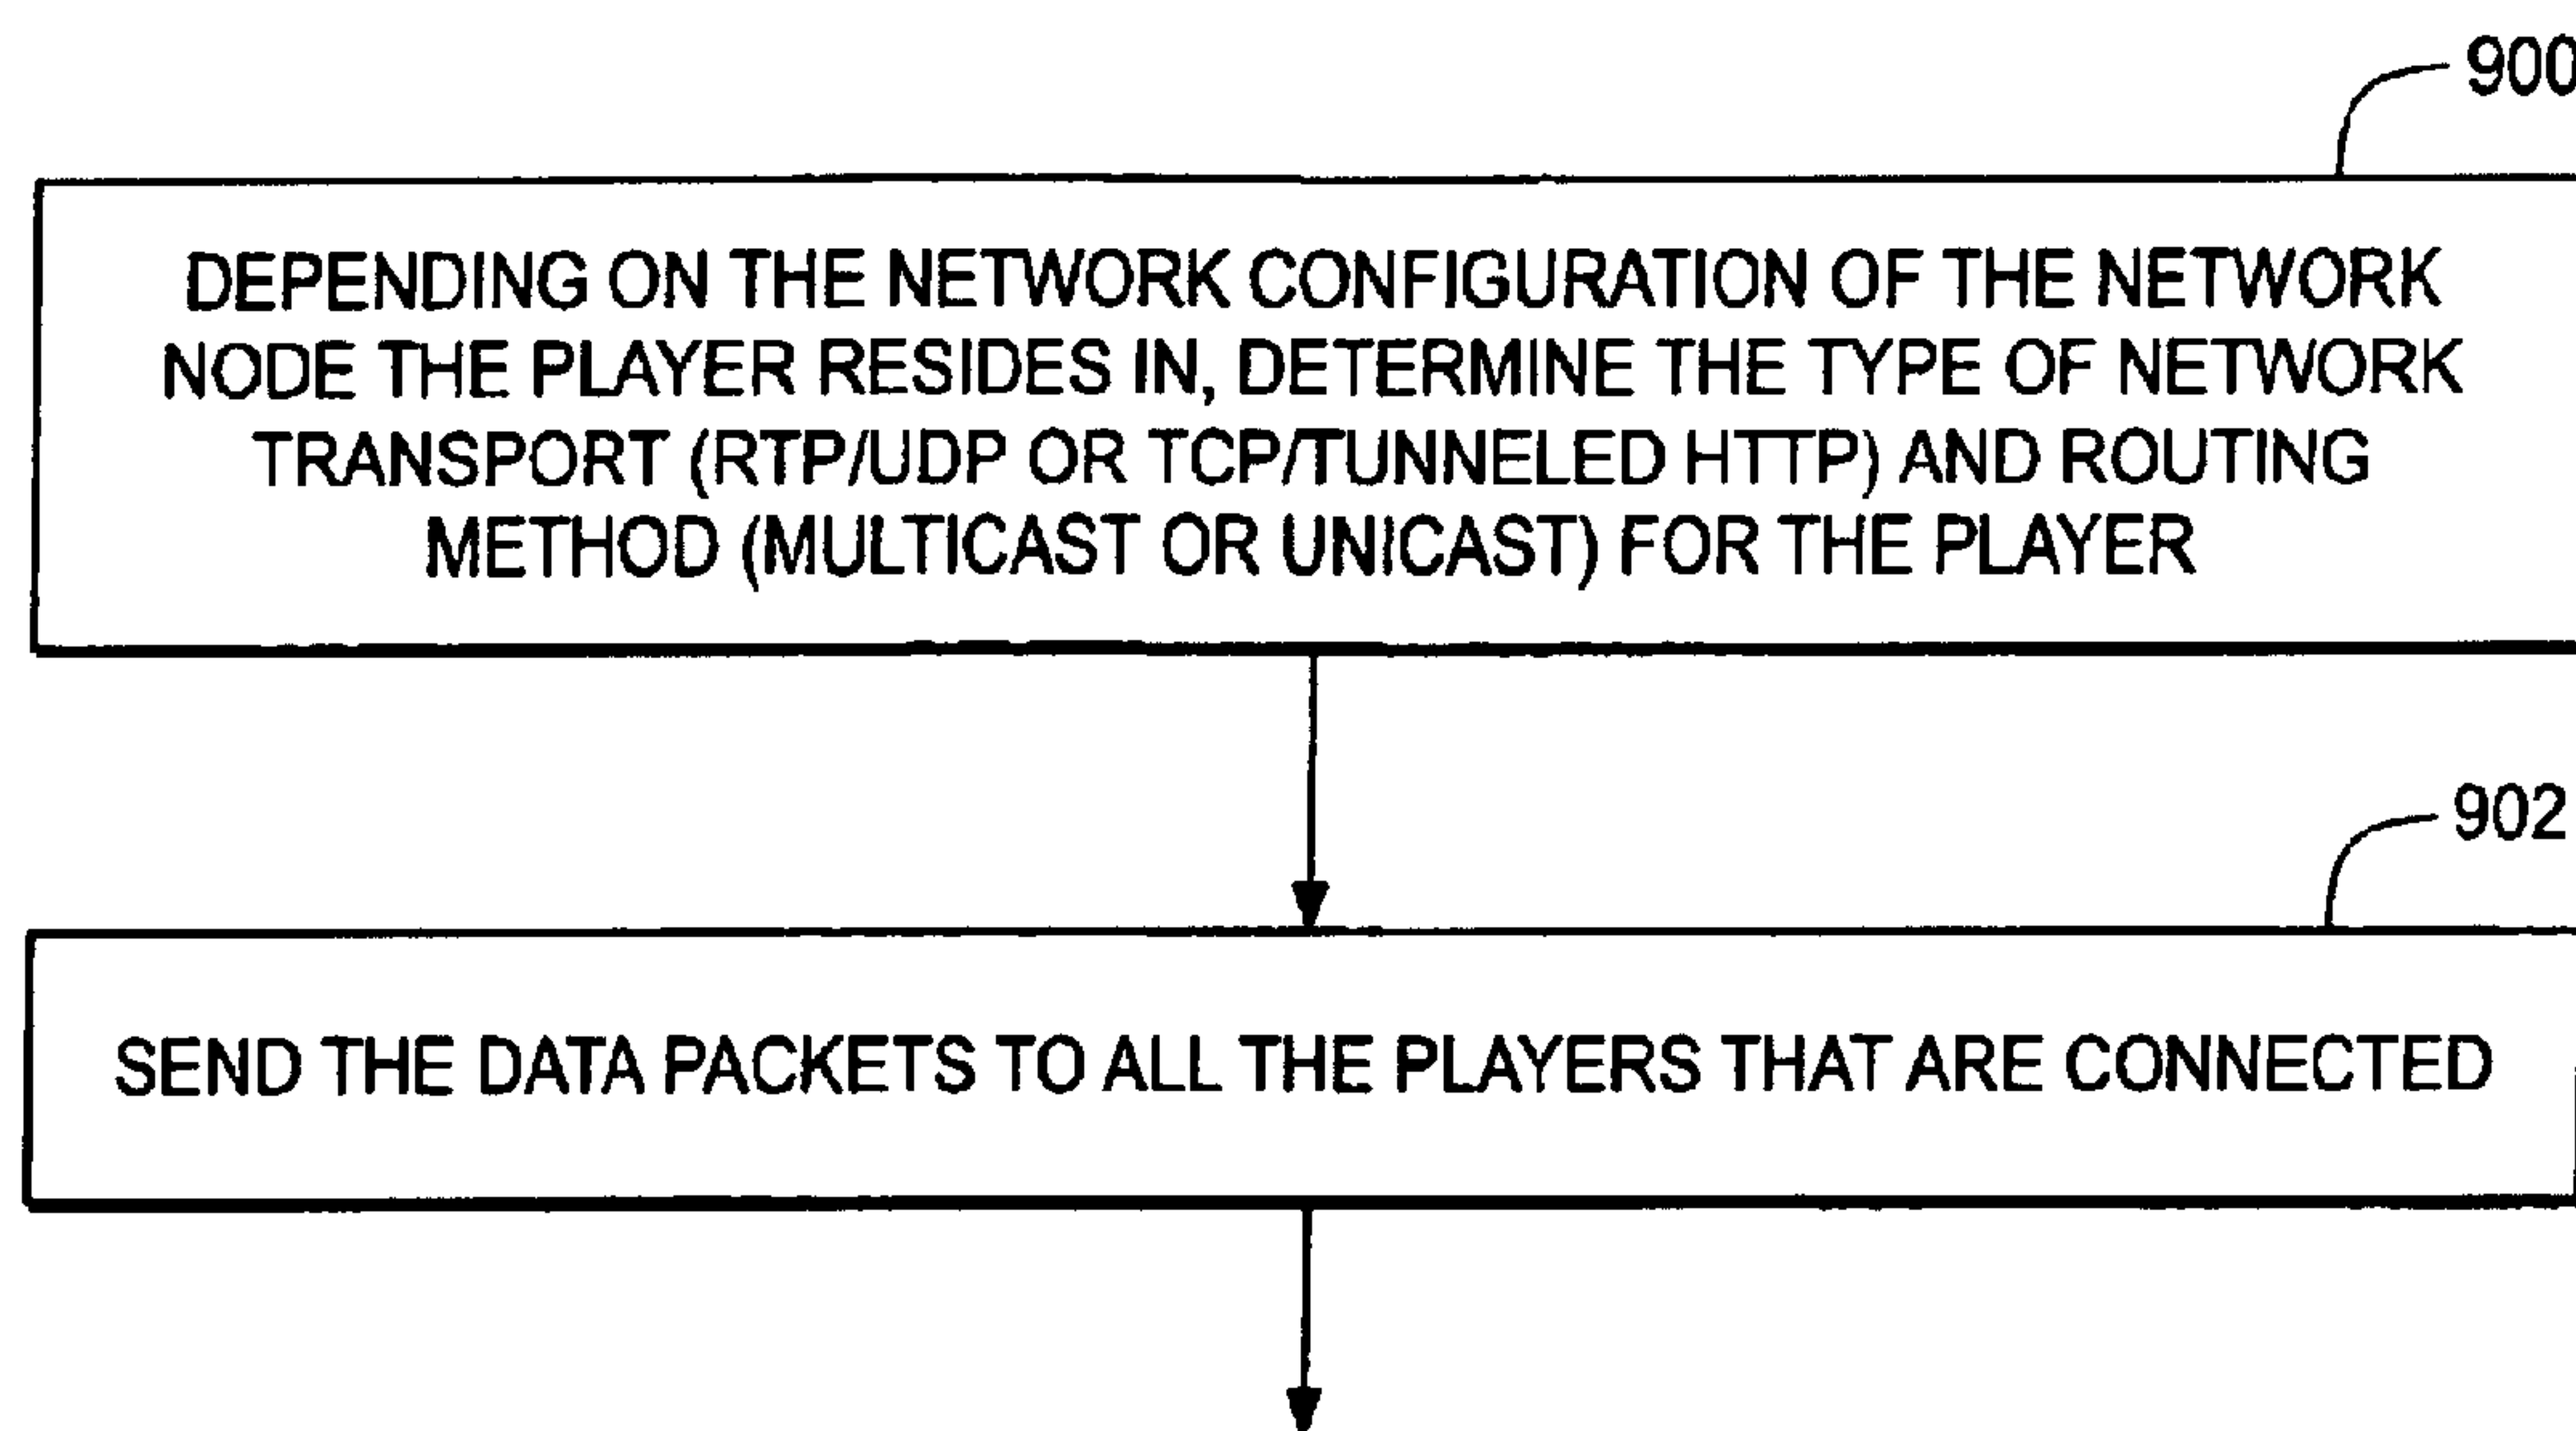 900
DEPENDING ON THE NETWORK CONFIGURATION OF THE NETWORK
NODE THE PLAYER RESIDES IN, DETERMINE THE TYPE OF NETWORK
TRANSPORT (RTP/UDP OR TCP/TUNNELED HTTP) AND ROUTING
METHOD (MULTICAST OR UNICAST) FOR THE PLAYER
902
SEND THE DATA PACKETS TO ALL THE PLAYERS THAT ARE CONNECTED